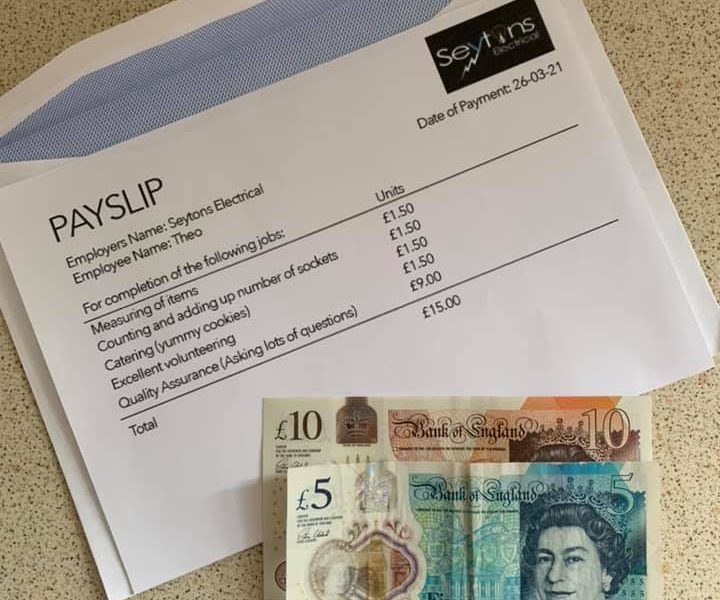 Seytons
Electrical
Date of Payment: 26-03-21
PAYSLIP
Employers Name: Seytons Electrical
Employee Name: Theo
For completion of the following jobs: Units
Measuring of items £1.50
Counting and adding up number of sockets £1.50
Catering (yummy cookies) £1.50
Excellent volunteering £1.50
Quality Assurance (Asking lots of questions) £9.00
Total £15.00
£10 Bank of England 10
£5 Bank of England 5